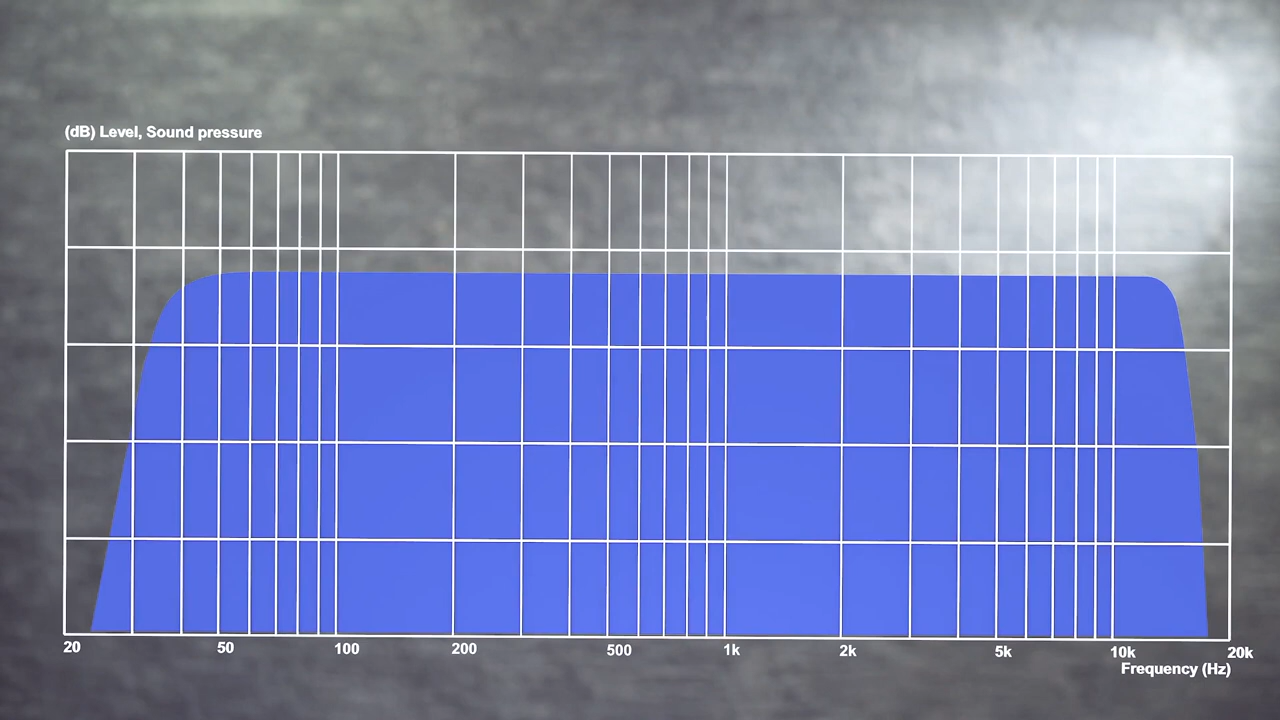 (dB) Level, Sound pressure
20 50 100 200 500 1k 2k 5k 10k 20k
Frequency (Hz)